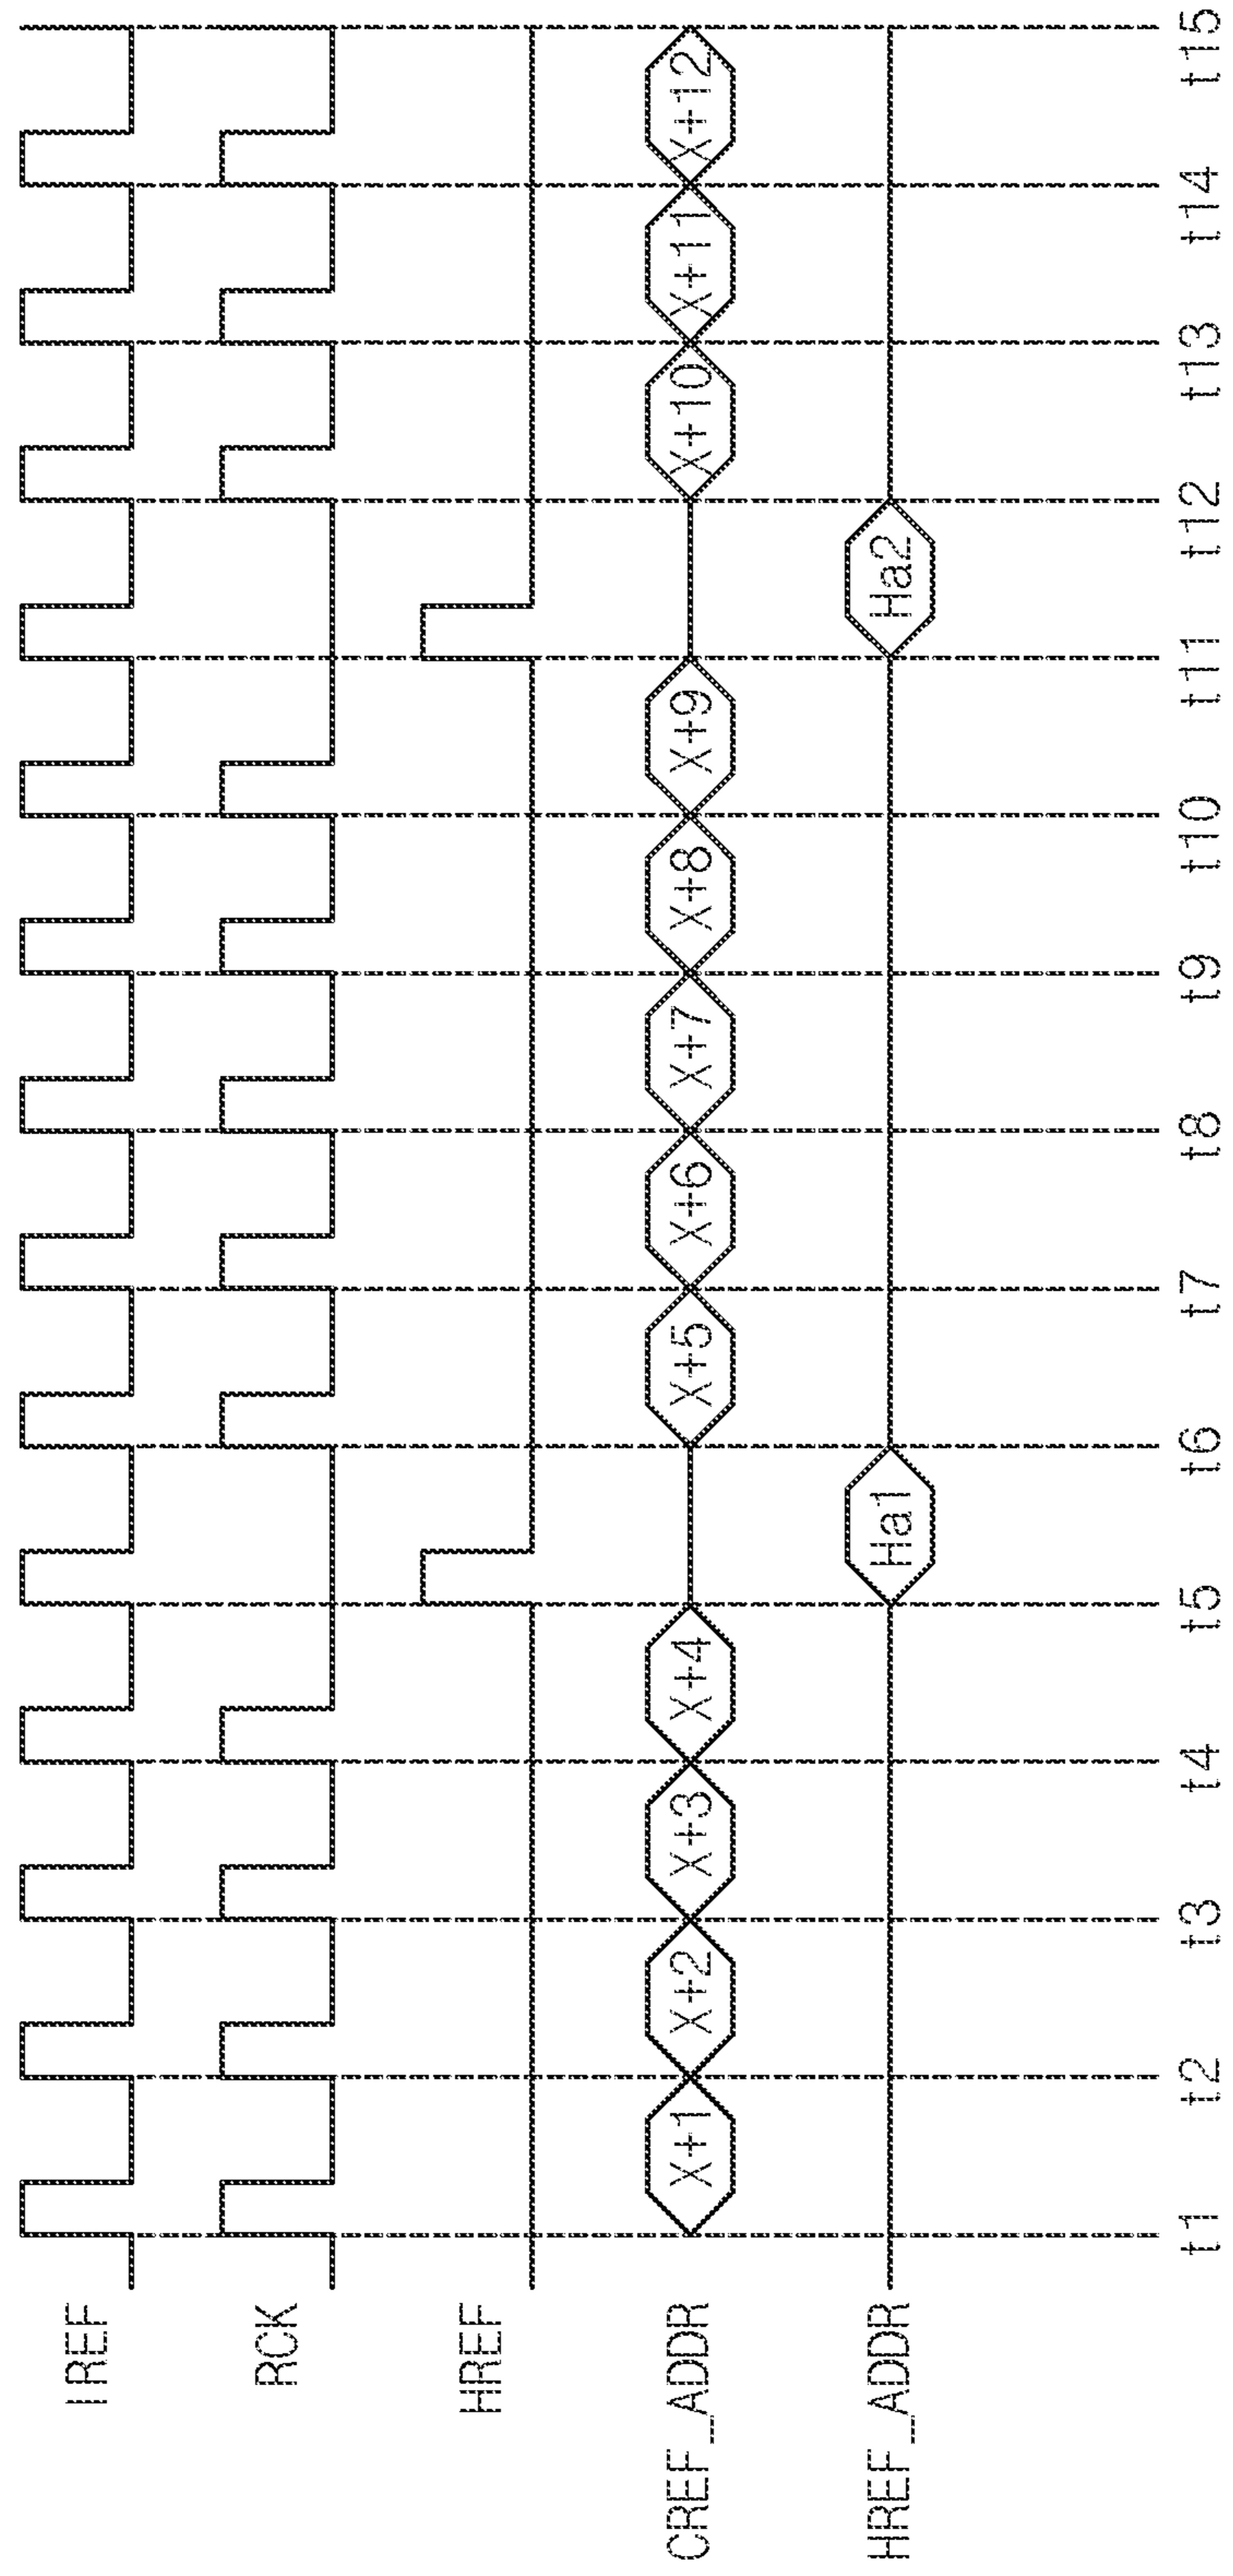 IREF
RCK
HREF
CREF_ADDR
X+1 X+2 X+3 X+4 X+5 X+6 X+7 X+8 X+9 X+10 X+11 X+12
HREF_ADDR
Ha1 Ha2
t1 t2 t3 t4 t5 t6 t7 t8 t9 t10 t11 t12 t13 t14 t15